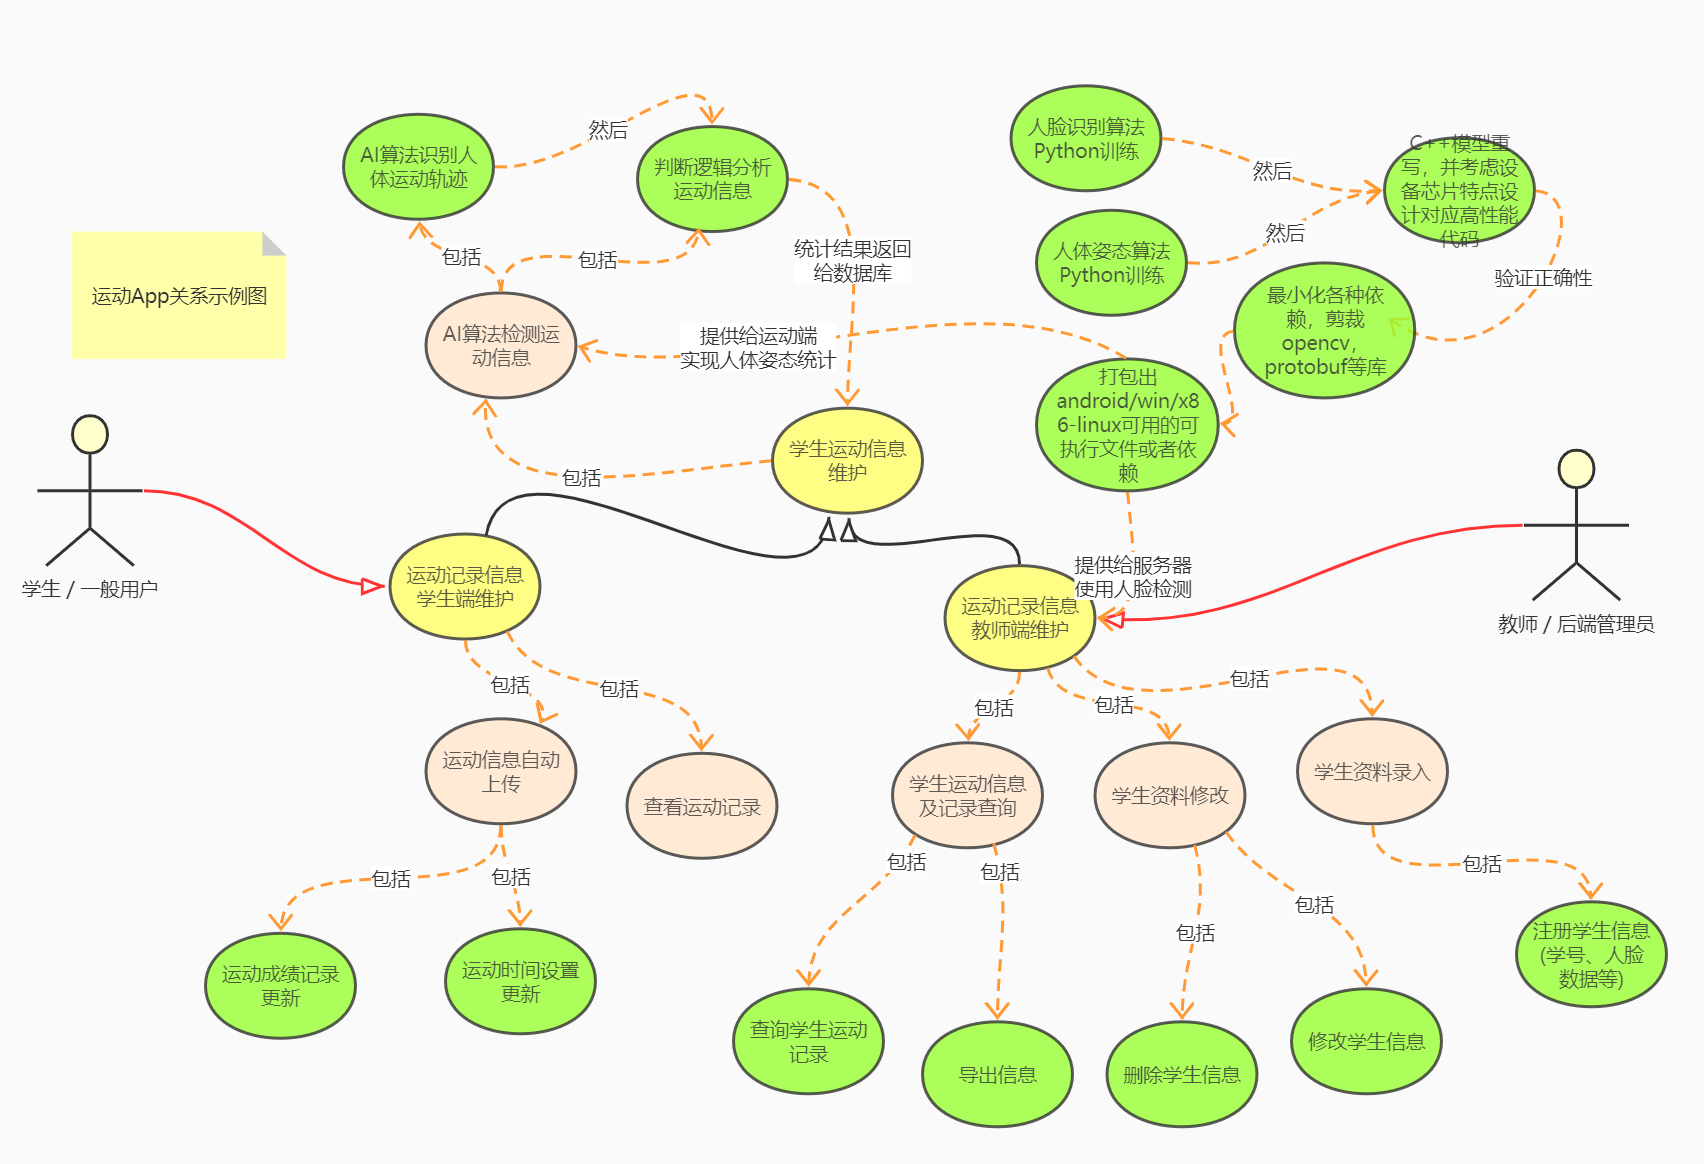 AI算法识别人
体运动轨迹
然后
判断逻辑分析
运动信息
人脸识别算法
Python训练
然后
C++模型重
写，并考虑设
备芯片特点设
计对应高性能
代码
人体姿态算法
Python训练
然后
包括
包括
统计结果返回
给数据库
验证正确性
运动App关系示例图
AI算法检测运
动信息
提供给运动端
实现人体姿态统计
最小化各种依
赖，剪裁
opencv，
protobuf等库
打包出
android/win/x8
6-linux可用的可
执行文件或者依
赖
学生运动信息
维护
包括
学生 / 一般用户
运动记录信息
学生端维护
提供给服务器
使用人脸检测
运动记录信息
教师端维护
教师 / 后端管理员
包括
包括
包括
包括
包括
运动信息自动
上传
查看运动记录
学生运动信息
及记录查询
学生资料修改
学生资料录入
包括
包括
包括
包括
包括
包括
包括
运动成绩记录
更新
运动时间设置
更新
查询学生运动
记录
导出信息
删除学生信息
修改学生信息
注册学生信息
(学号、人脸
数据等)